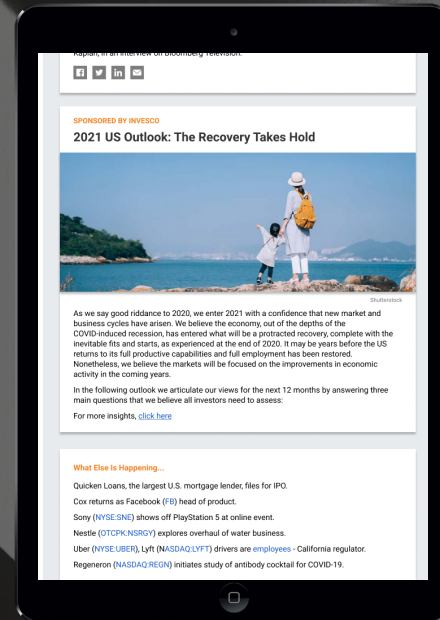 Kaplan, in an interview on Bloomberg Television.
SPONSORED BY INVESCO
2021 US Outlook: The Recovery Takes Hold
Shutterstock
As we say good riddance to 2020, we enter 2021 with a confidence that new market and
business cycles have arisen. We believe the economy, out of the depths of the
COVID-induced recession, has entered what will be a protracted recovery, complete with the
inevitable fits and starts, as experienced at the end of 2020. It may be years before the US
returns to its full productive capabilities and full employment has been restored.
Nonetheless, we believe the markets will be focused on the improvements in economic
activity in the coming years.
In the following outlook we articulate our views for the next 12 months by answering three
main questions that we believe all investors need to assess:
For more insights, click here
What Else Is Happening...
Quicken Loans, the largest U.S. mortgage lender, files for IPO.
Cox returns as Facebook (FB) head of product.
Sony (NYSE:SNE) shows off PlayStation 5 at online event.
Nestle (OTCPK:NSRGY) explores overhaul of water business.
Uber (NYSE:UBER), Lyft (NASDAQ:LYFT) drivers are employees - California regulator.
Regeneron (NASDAQ:REGN) initiates study of antibody cocktail for COVID-19.